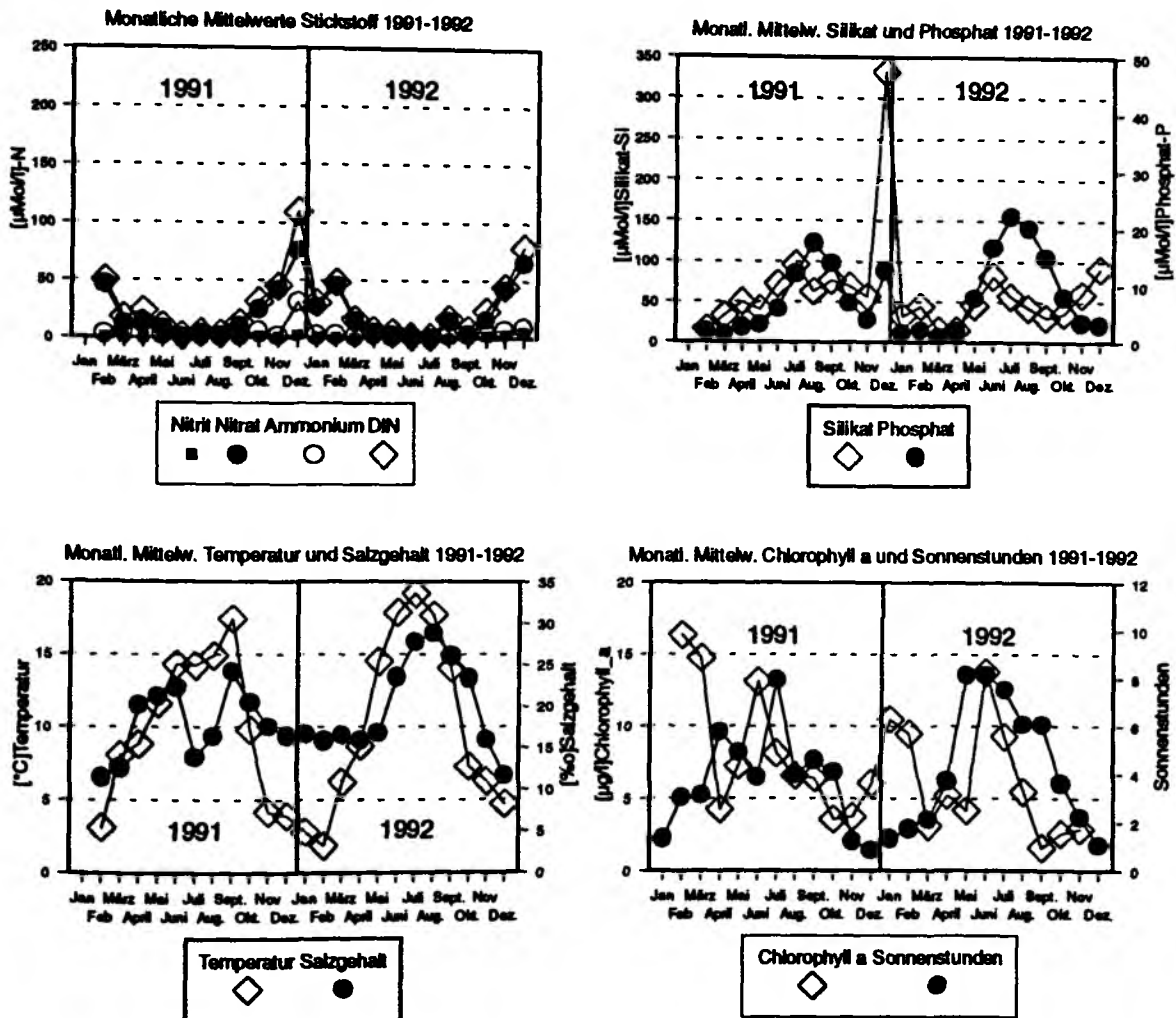 Monatliche Mittelwerte Stickstoff 1991-1992
250
200
150
100
50
0
[µMol/l]-N
1991
1992
Jan März Mai Juli Sept. Nov Jan März Mai Juli Sept. Nov
Feb April Juni Aug. Okt. Dez. Feb April Juni Aug. Okt. Dez.
Nitrit Nitrat Ammonium DIN
Monatl. Mittelw. Silikat und Phosphat 1991-1992
350
300
250
200
150
100
50
0
[µMol/l]Silikat-Si
1991
1992
50
40
30
20
10
0
[µMol/l]Phosphat-P
Jan März Mai Juli Sept. Nov Jan März Mai Juli Sept. Nov
Feb April Juni Aug. Okt. Dez. Feb April Juni Aug. Okt. Dez.
Silikat Phosphat
Monatl. Mittelw. Temperatur und Salzgehalt 1991-1992
20
15
10
5
0
[°C]Temperatur
1991
1992
35
30
25
20
15
10
5
0
[%o]Salzgehalt
Jan März Mai Juli Sept. Nov Jan März Mai Juli Sept. Nov
Feb April Juni Aug. Okt. Dez. Feb April Juni Aug. Okt. Dez.
Temperatur Salzgehalt
Monatl. Mittelw. Chlorophyll a und Sonnenstunden 1991-1992
20
15
10
5
0
[µg/l]Chlorophyll_a
1991
1992
12
10
8
6
4
2
0
Sonnenstunden
Jan März Mai Juli Sept. Nov Jan März Mai Juli Sept. Nov
Feb April Juni Aug. Okt. Dez. Feb April Juni Aug. Okt. Dez.
Chlorophyll a Sonnenstunden